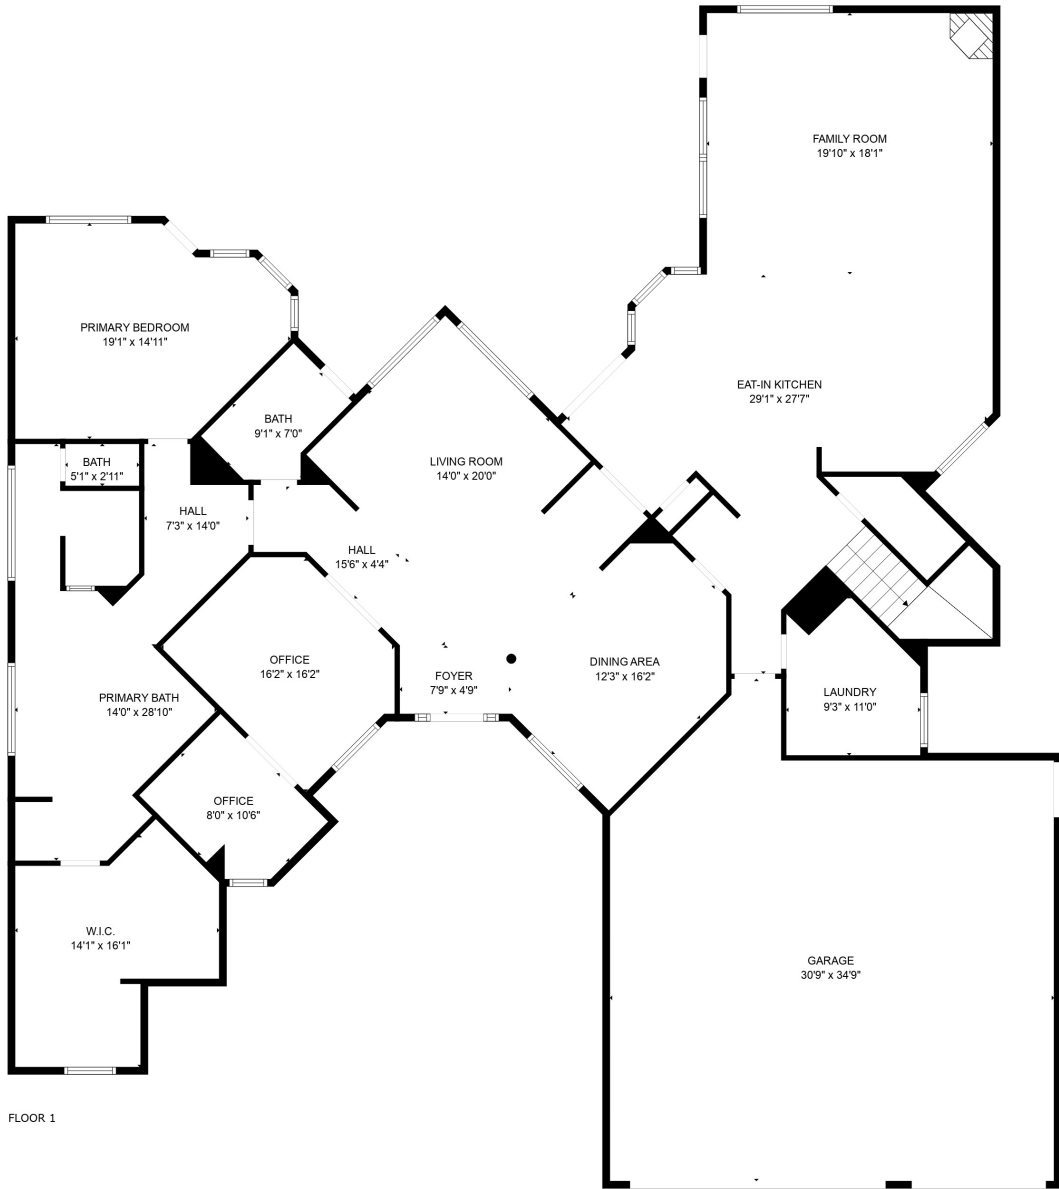 FAMILY ROOM
19'10" x 18'1"
PRIMARY BEDROOM
19'1" x 14'11"
EAT-IN KITCHEN
29'1" x 27'7"
BATH
9'1" x 7'0"
BATH
5'1" x 2'11"
LIVING ROOM
14'0" x 20'0"
HALL
7'3" x 14'0"
HALL
15'6" x 4'4"
OFFICE
16'2" x 16'2"
FOYER
7'9" x 4'9"
DINING AREA
12'3" x 16'2"
PRIMARY BATH
14'0" x 28'10"
LAUNDRY
9'3" x 11'0"
OFFICE
8'0" x 10'6"
W.I.C.
14'1" x 16'1"
GARAGE
30'9" x 34'9"
FLOOR 1